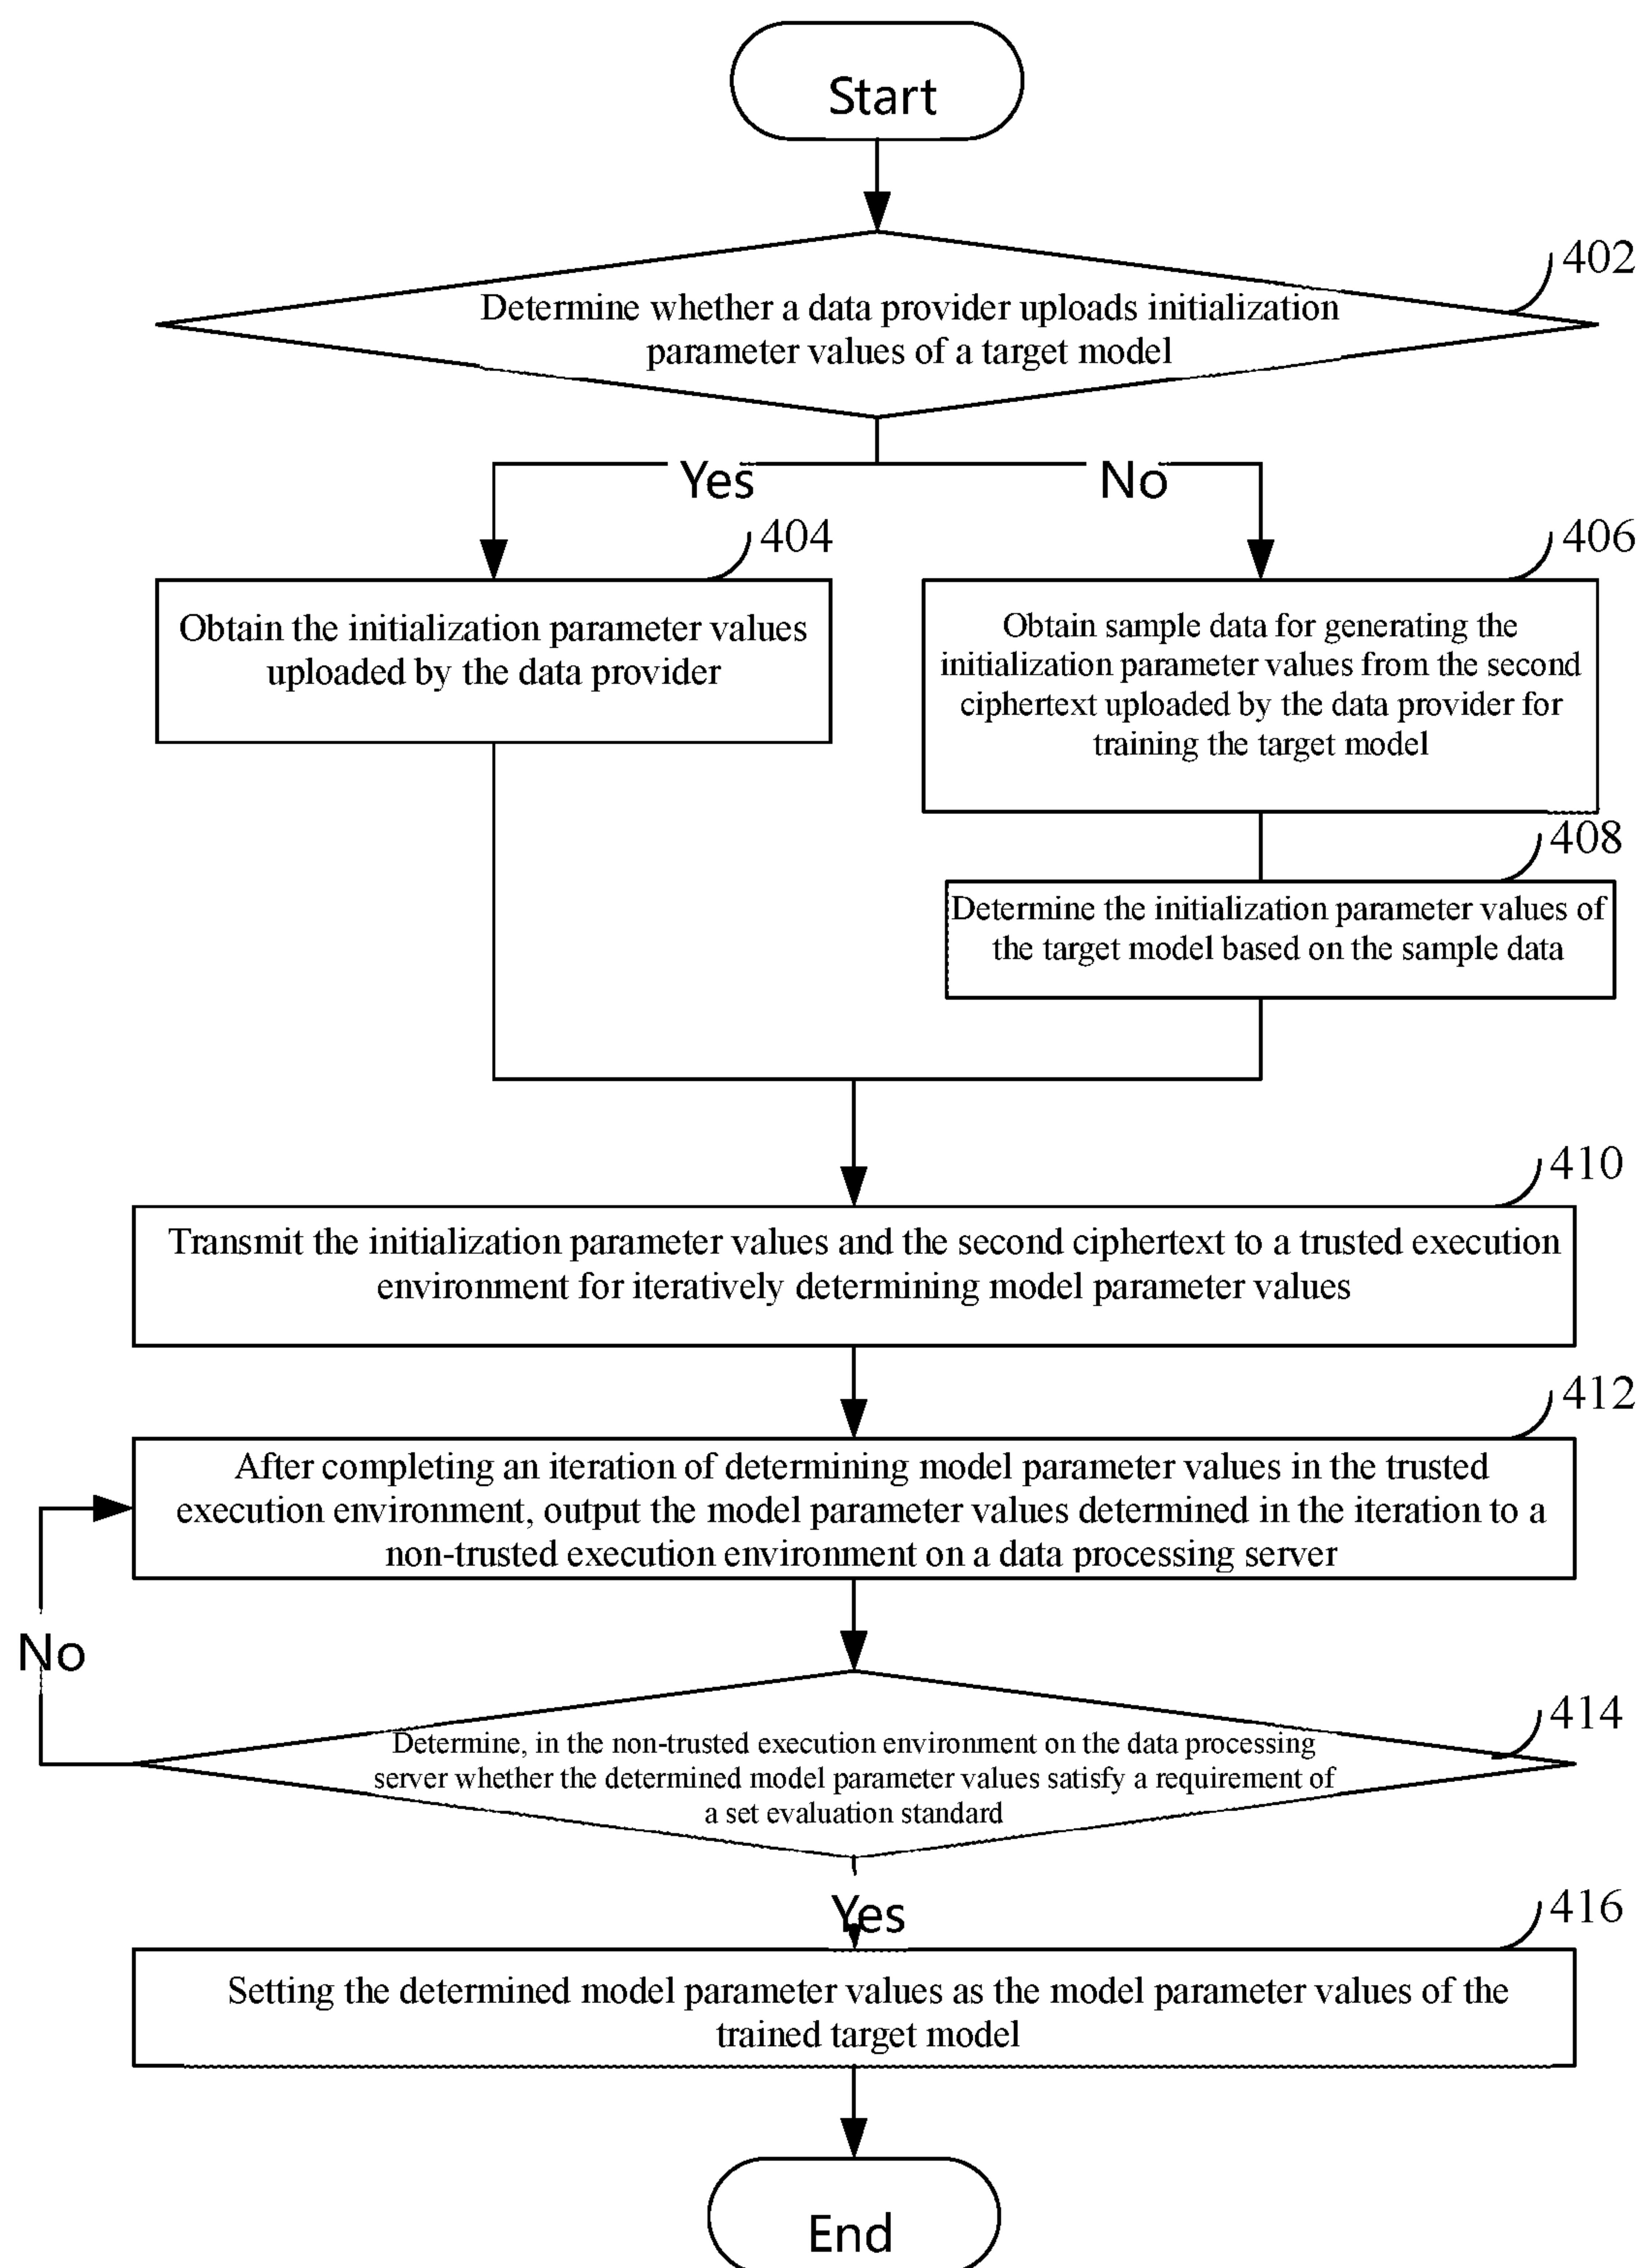 Start
402
Determine whether a data provider uploads initialization
parameter values of a target model
Yes
No
404
Obtain the initialization parameter values
uploaded by the data provider
406
Obtain sample data for generating the
initialization parameter values from the second
ciphertext uploaded by the data provider for
training the target model
408
Determine the initialization parameter values of
the target model based on the sample data
410
Transmit the initialization parameter values and the second ciphertext to a trusted execution
environment for iteratively determining model parameter values
412
After completing an iteration of determining model parameter values in the trusted
execution environment, output the model parameter values determined in the iteration to a
non-trusted execution environment on a data processing server
No
414
Determine, in the non-trusted execution environment on the data processing
server whether the determined model parameter values satisfy a requirement of
a set evaluation standard
Yes
416
Setting the determined model parameter values as the model parameter values of the
trained target model
End